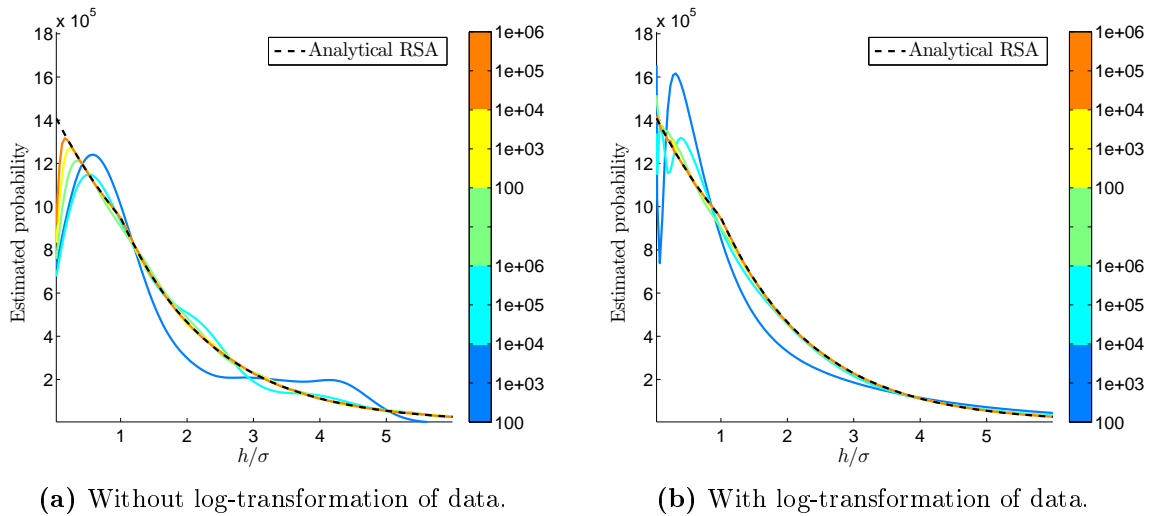 x 10^5
18
16
14
12
10
8
6
4
2
Estimated probability
1
2
3
4
5
h/σ
Analytical RSA
1e+06
1e+05
1e+04
1e+03
100
1e+06
1e+05
1e+04
1e+03
100
(a) Without log-transformation of data.
x 10^5
18
16
14
12
10
8
6
4
2
Estimated probability
1
2
3
4
5
h/σ
Analytical RSA
1e+06
1e+05
1e+04
1e+03
100
1e+06
1e+05
1e+04
1e+03
100
(b) With log-transformation of data.